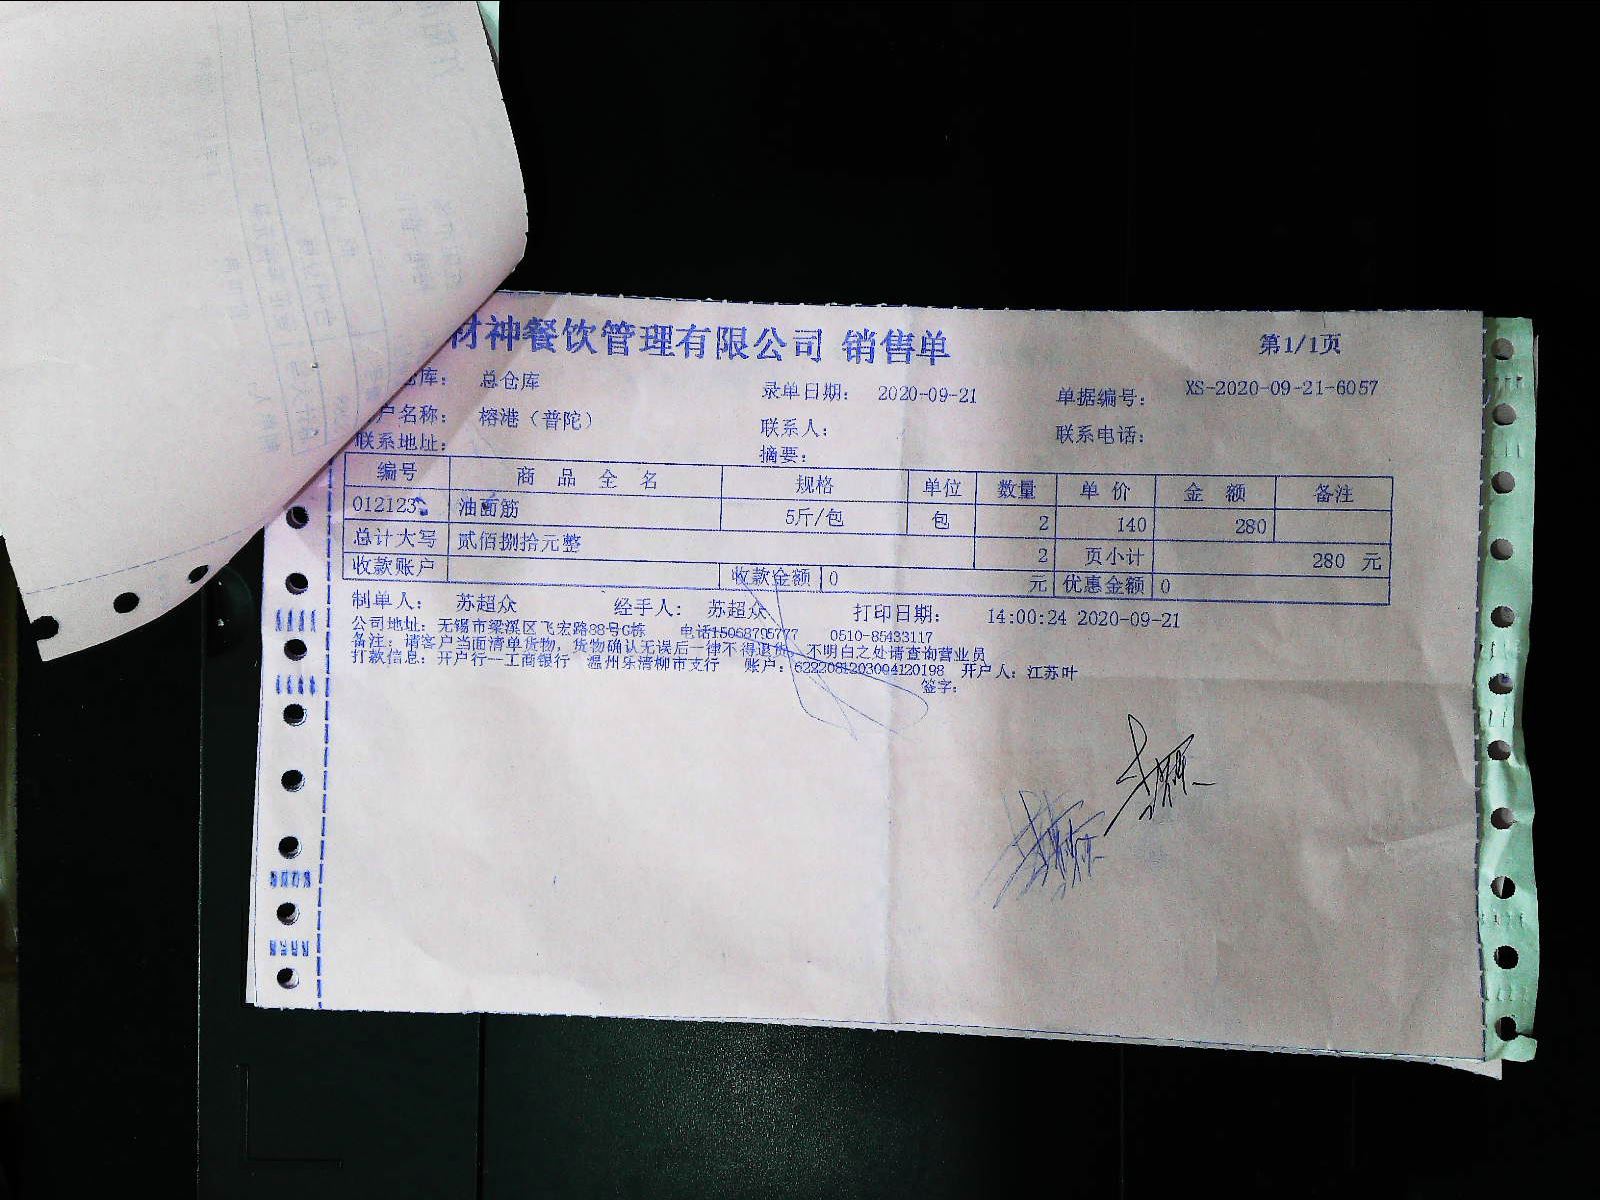 材神餐饮管理有限公司 销售单 第1/1页
仓库： 总仓库 录单日期： 2020-09-21 单据编号： XS-2020-09-21-6057
户名称： 榕港（普陀） 联系人： 联系电话：
联系地址： 摘要：
编号 商品全名 规格 单位 数量 单价 金额 备注
012123 油面筋 5斤/包 包 2 140 280
总计大写 贰佰捌拾元整 2 页小计 280 元
收款账户 收款金额 0 元 优惠金额 0
制单人： 苏超众 经手人： 苏超众 打印日期： 14:00:24 2020-09-21
公司地址：无锡市梁溪区飞宏路88号G栋 电话15068795777 0510-85433117
备注：请客户当面清单货物，货物确认无误后一律不得退货， 不明白之处请查询营业员
打款信息：开户行--工商银行 温州乐清柳市支行 账户：6222081203004120198 开户人：江苏叶
签字：